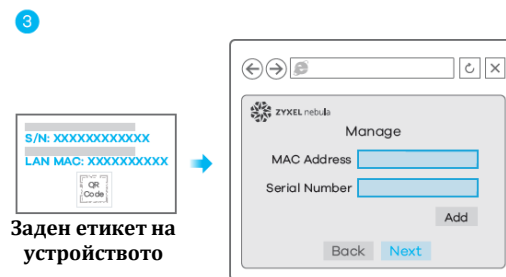 3
S/N: XXXXXXXXXXXX
LAN MAC: XXXXXXXXXX
QR
Code
Заден етикет на
устройството
ZYXEL nebula
Manage
MAC Address
Serial Number
Add
Back Next